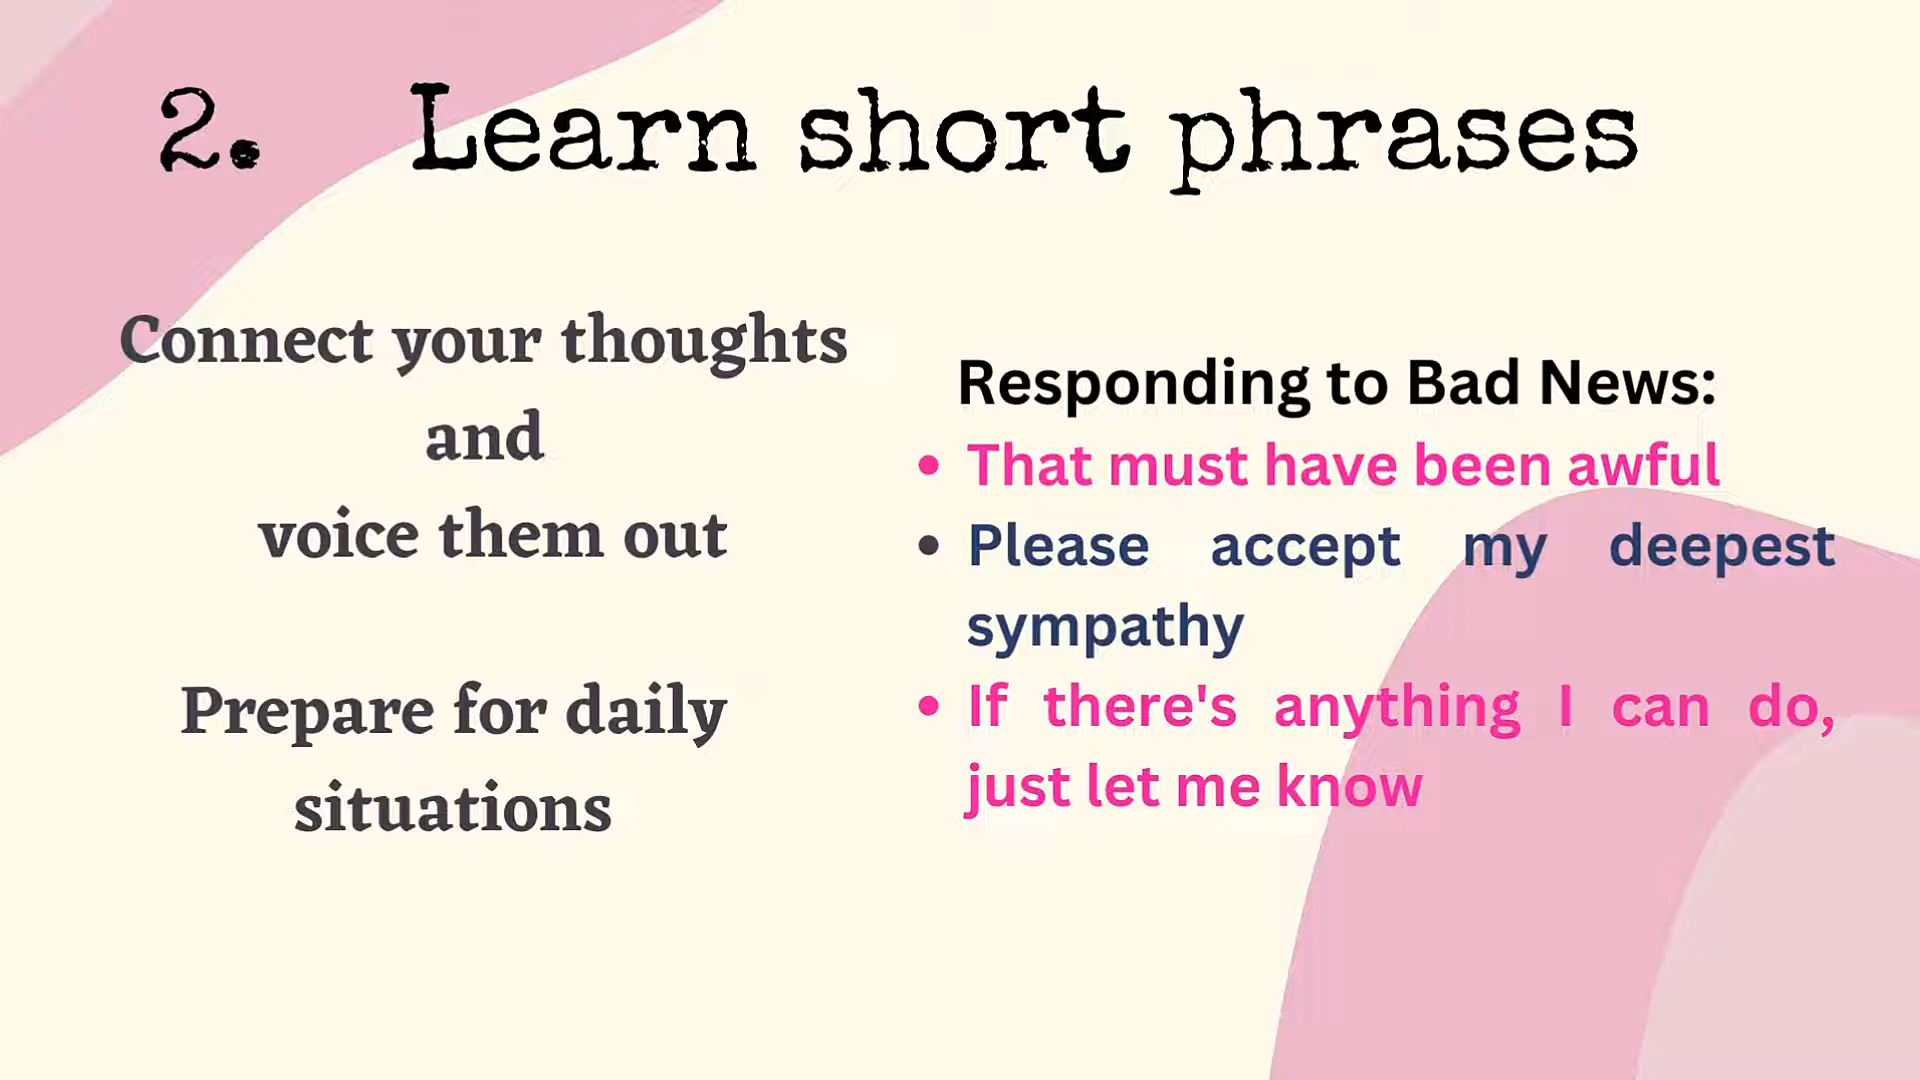 2. Learn short phrases
Connect your thoughts
and
voice them out
Prepare for daily
situations
Responding to Bad News:
• That must have been awful
• Please accept my deepest
sympathy
• If there's anything I can do,
just let me know